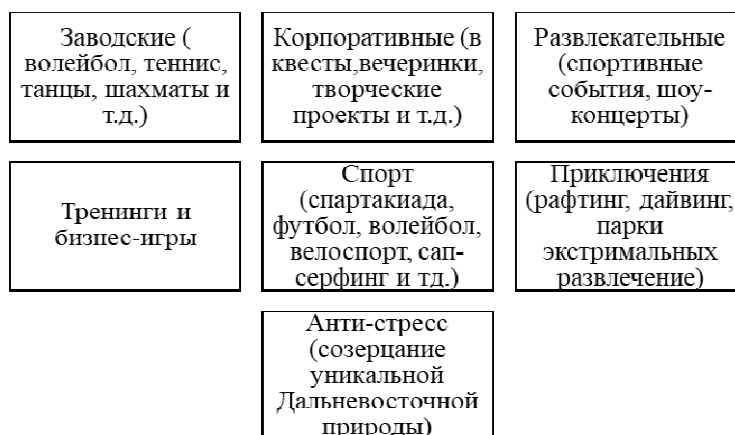 Заводские (
волейбол, теннис,
танцы, шахматы и
т.д.)
Корпоративные (в
квесты,вечеринки,
творческие
проекты и т.д.)
Развлекательные
(спортивные
события, шоу-
концерты)
Тренинги и
бизнес-игры
Спорт
(спартакиада,
футбол, волейбол,
велоспорт, сап-
серфинг и тд.)
Приключения
(рафтинг, дайвинг,
парки
экстримальных
развлечение)
Анти-стресс
(созерцание
уникальной
Дальневосточной
природы)